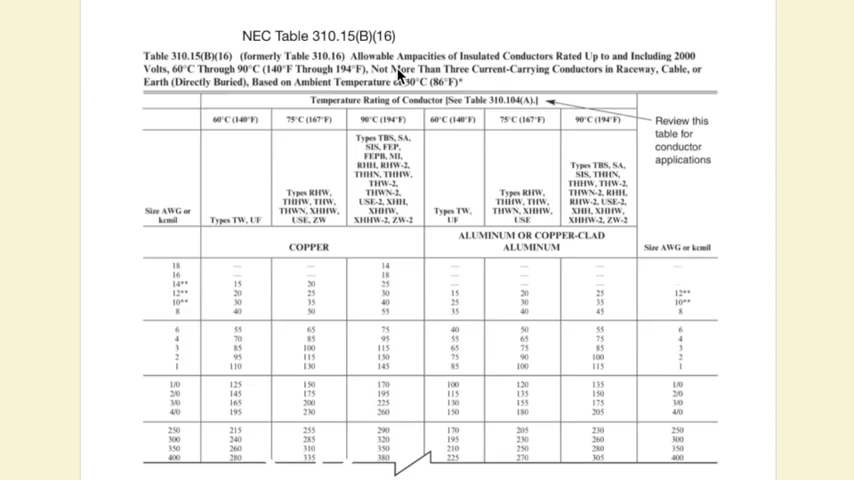 NEC Table 310.15(B)(16)
Table 310.15(B)(16) (formerly Table 310.16) Allowable Ampacities of Insulated Conductors Rated Up to and Including 2000
Volts, 60°C Through 90°C (140°F Through 194°F), Not More Than Three Current-Carrying Conductors in Raceway, Cable, or
Earth (Directly Buried), Based on Ambient Temperature of 30°C (86°F)*
Temperature Rating of Conductor [See Table 310.104(A).]
60°C (140°F) 75°C (167°F) 90°C (194°F) 60°C (140°F) 75°C (167°F) 90°C (194°F)
Review this
table for
conductor
applications
Size AWG or
kcmil
Types TW, UF
Types RHW,
THHW, THW,
THWN, XHHW,
USE, ZW
Types TBS, SA,
SIS, FEP,
FEPB, MI,
RHH, RHW-2,
THHN, THHW,
THW-2,
THWN-2,
USE-2, XHH,
XHHW,
XHHW-2, ZW-2
Types TW,
UF
Types RHW,
THHW, THW,
THWN, XHHW,
USE
Types TBS, SA,
SIS, THHN,
THHW, THW-2,
THWN-2, RHH,
RHW-2, USE-2,
XHH, XHHW,
XHHW-2, ZW-2
Size AWG or kcmil
COPPER
ALUMINUM OR COPPER-CLAD
ALUMINUM
18 — — 14 — — — —
16 — — 18 — — —
14** 15 20 25 — — —
12** 20 25 30 15 20 25 12**
10** 30 35 40 25 30 35 10**
8 40 50 55 35 40 45 8
6 55 65 75 40 50 55 6
4 70 85 95 55 65 75 4
3 85 100 115 65 75 85 3
2 95 115 130 75 90 100 2
1 110 130 145 85 100 115 1
1/0 125 150 170 100 120 135 1/0
2/0 145 175 195 115 135 150 2/0
3/0 165 200 225 130 155 175 3/0
4/0 195 230 260 150 180 205 4/0
250 215 255 290 170 205 230 250
300 240 285 320 195 230 260 300
350 260 310 350 210 250 280 350
400 280 335 380 225 270 305 400